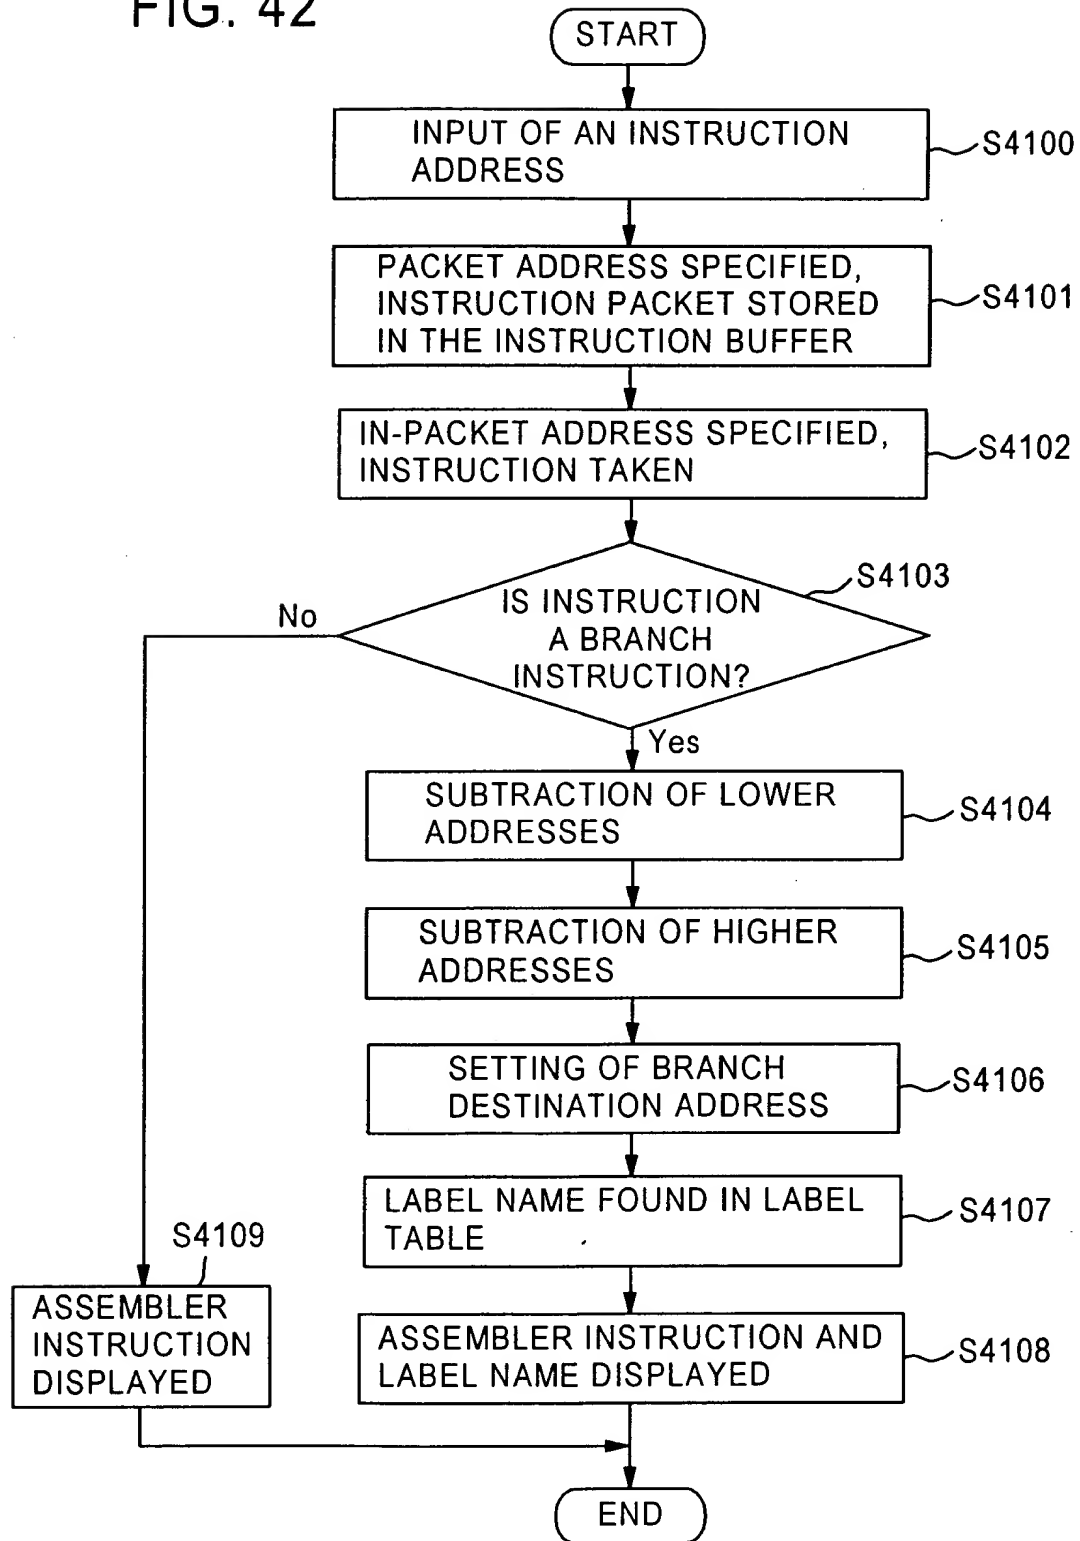 FIG. 42
START
INPUT OF AN INSTRUCTION
ADDRESS
S4100
PACKET ADDRESS SPECIFIED,
INSTRUCTION PACKET STORED
IN THE INSTRUCTION BUFFER
S4101
IN-PACKET ADDRESS SPECIFIED,
INSTRUCTION TAKEN
S4102
S4103
IS INSTRUCTION
A BRANCH
INSTRUCTION?
No
Yes
SUBTRACTION OF LOWER
ADDRESSES
S4104
SUBTRACTION OF HIGHER
ADDRESSES
S4105
SETTING OF BRANCH
DESTINATION ADDRESS
S4106
LABEL NAME FOUND IN LABEL
TABLE
S4107
S4109
ASSEMBLER
INSTRUCTION
DISPLAYED
ASSEMBLER INSTRUCTION AND
LABEL NAME DISPLAYED
S4108
END